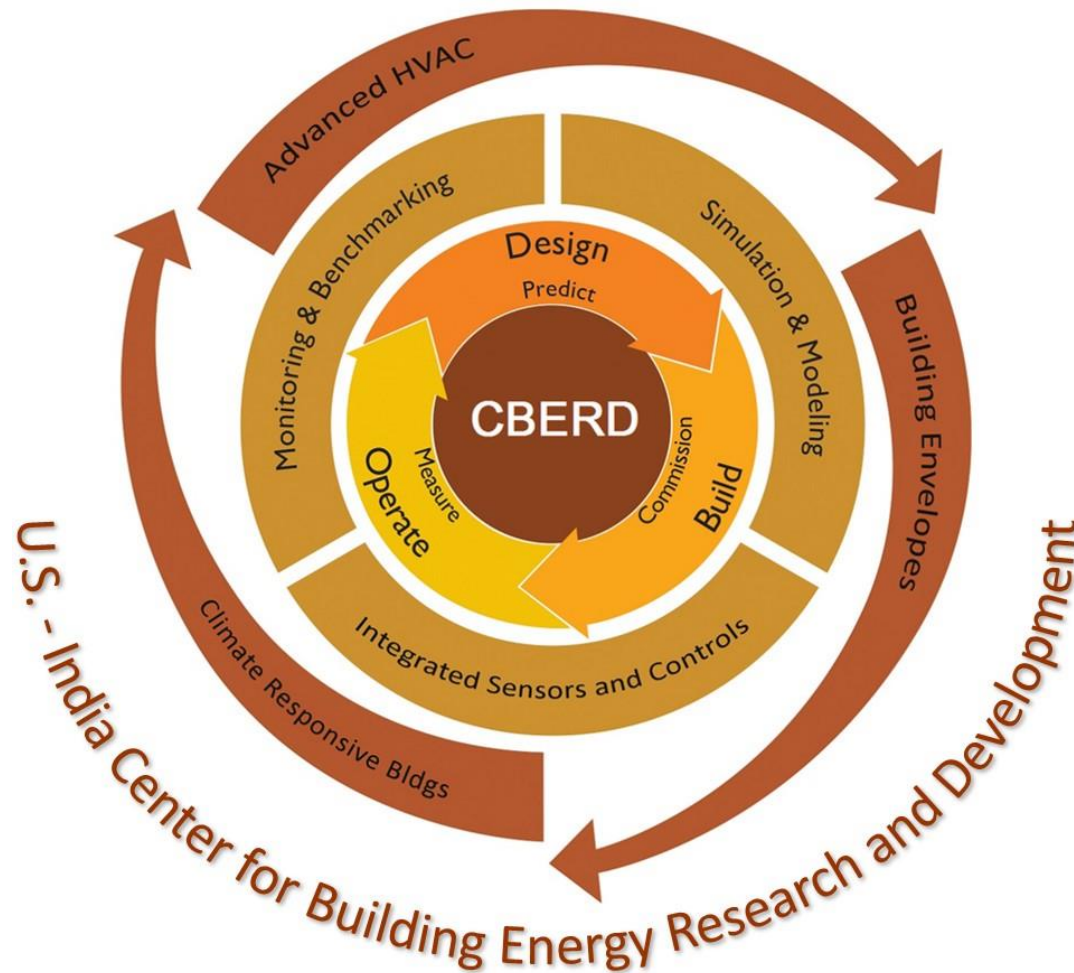 Advanced HVAC
Building Envelopes
Climate Responsive Bldgs
Monitoring & Benchmarking
Simulation & Modeling
Integrated Sensors and Controls
Design
Predict
Build
Commission
Operate
Measure
CBERD
U.S. - India Center for Building Energy Research and Development